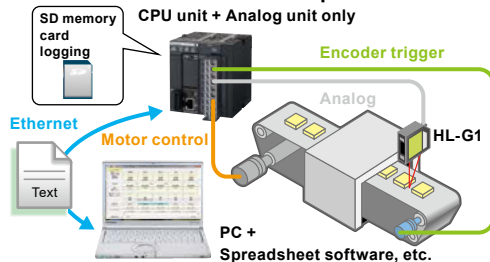 CPU unit + Analog unit only
SD memory
card
logging
Encoder trigger
Analog
Ethernet
Motor control
HL-G1
Text
PC +
Spreadsheet software, etc.